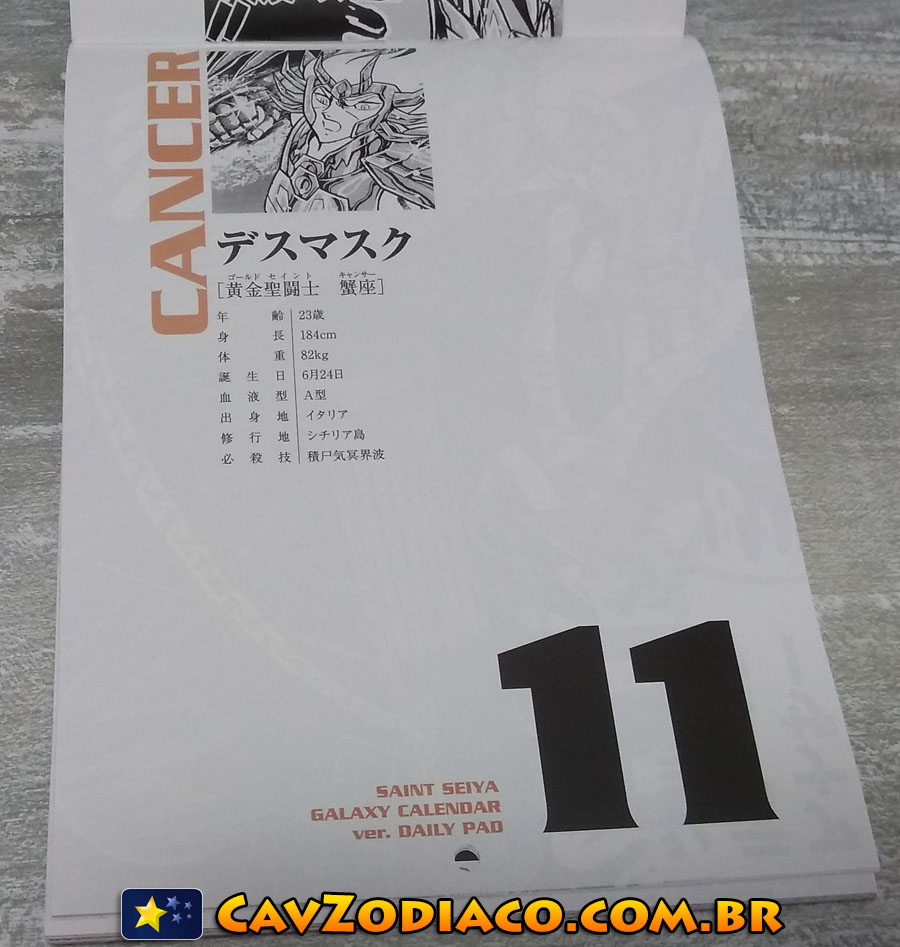 CANCER
デスマスク
ゴールド セイント キャンサー
[黄金聖闘士 蟹座]
年齢 23歳
身長 184cm
体重 82kg
誕生日 6月24日
血液型 A型
出身地 イタリア
修行地 シチリア島
必殺技 積尸気冥界波
11
SAINT SEIYA
GALAXY CALENDAR
ver. DAILY PAD
CAVZODIACO.COM.BR